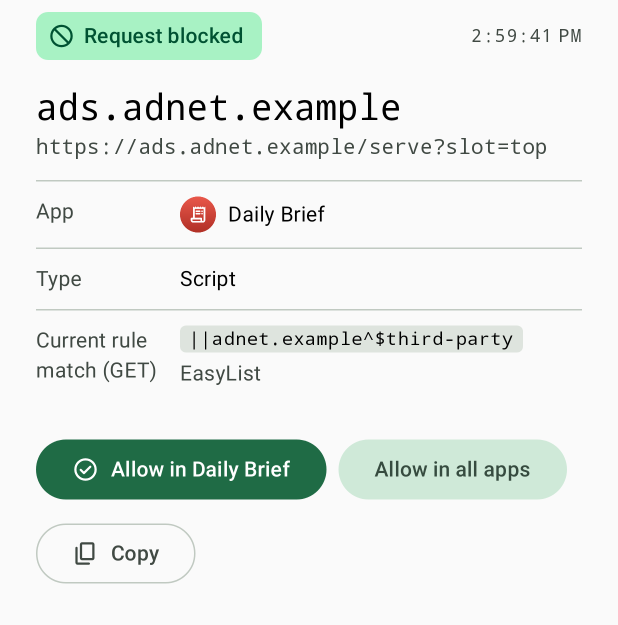 Request blocked
2:59:41 PM
ads.adnet.example
https://ads.adnet.example/serve?slot=top
App
Daily Brief
Type
Script
Current rule
match (GET)
||adnet.example^$third-party
EasyList
Allow in Daily Brief
Allow in all apps
Copy